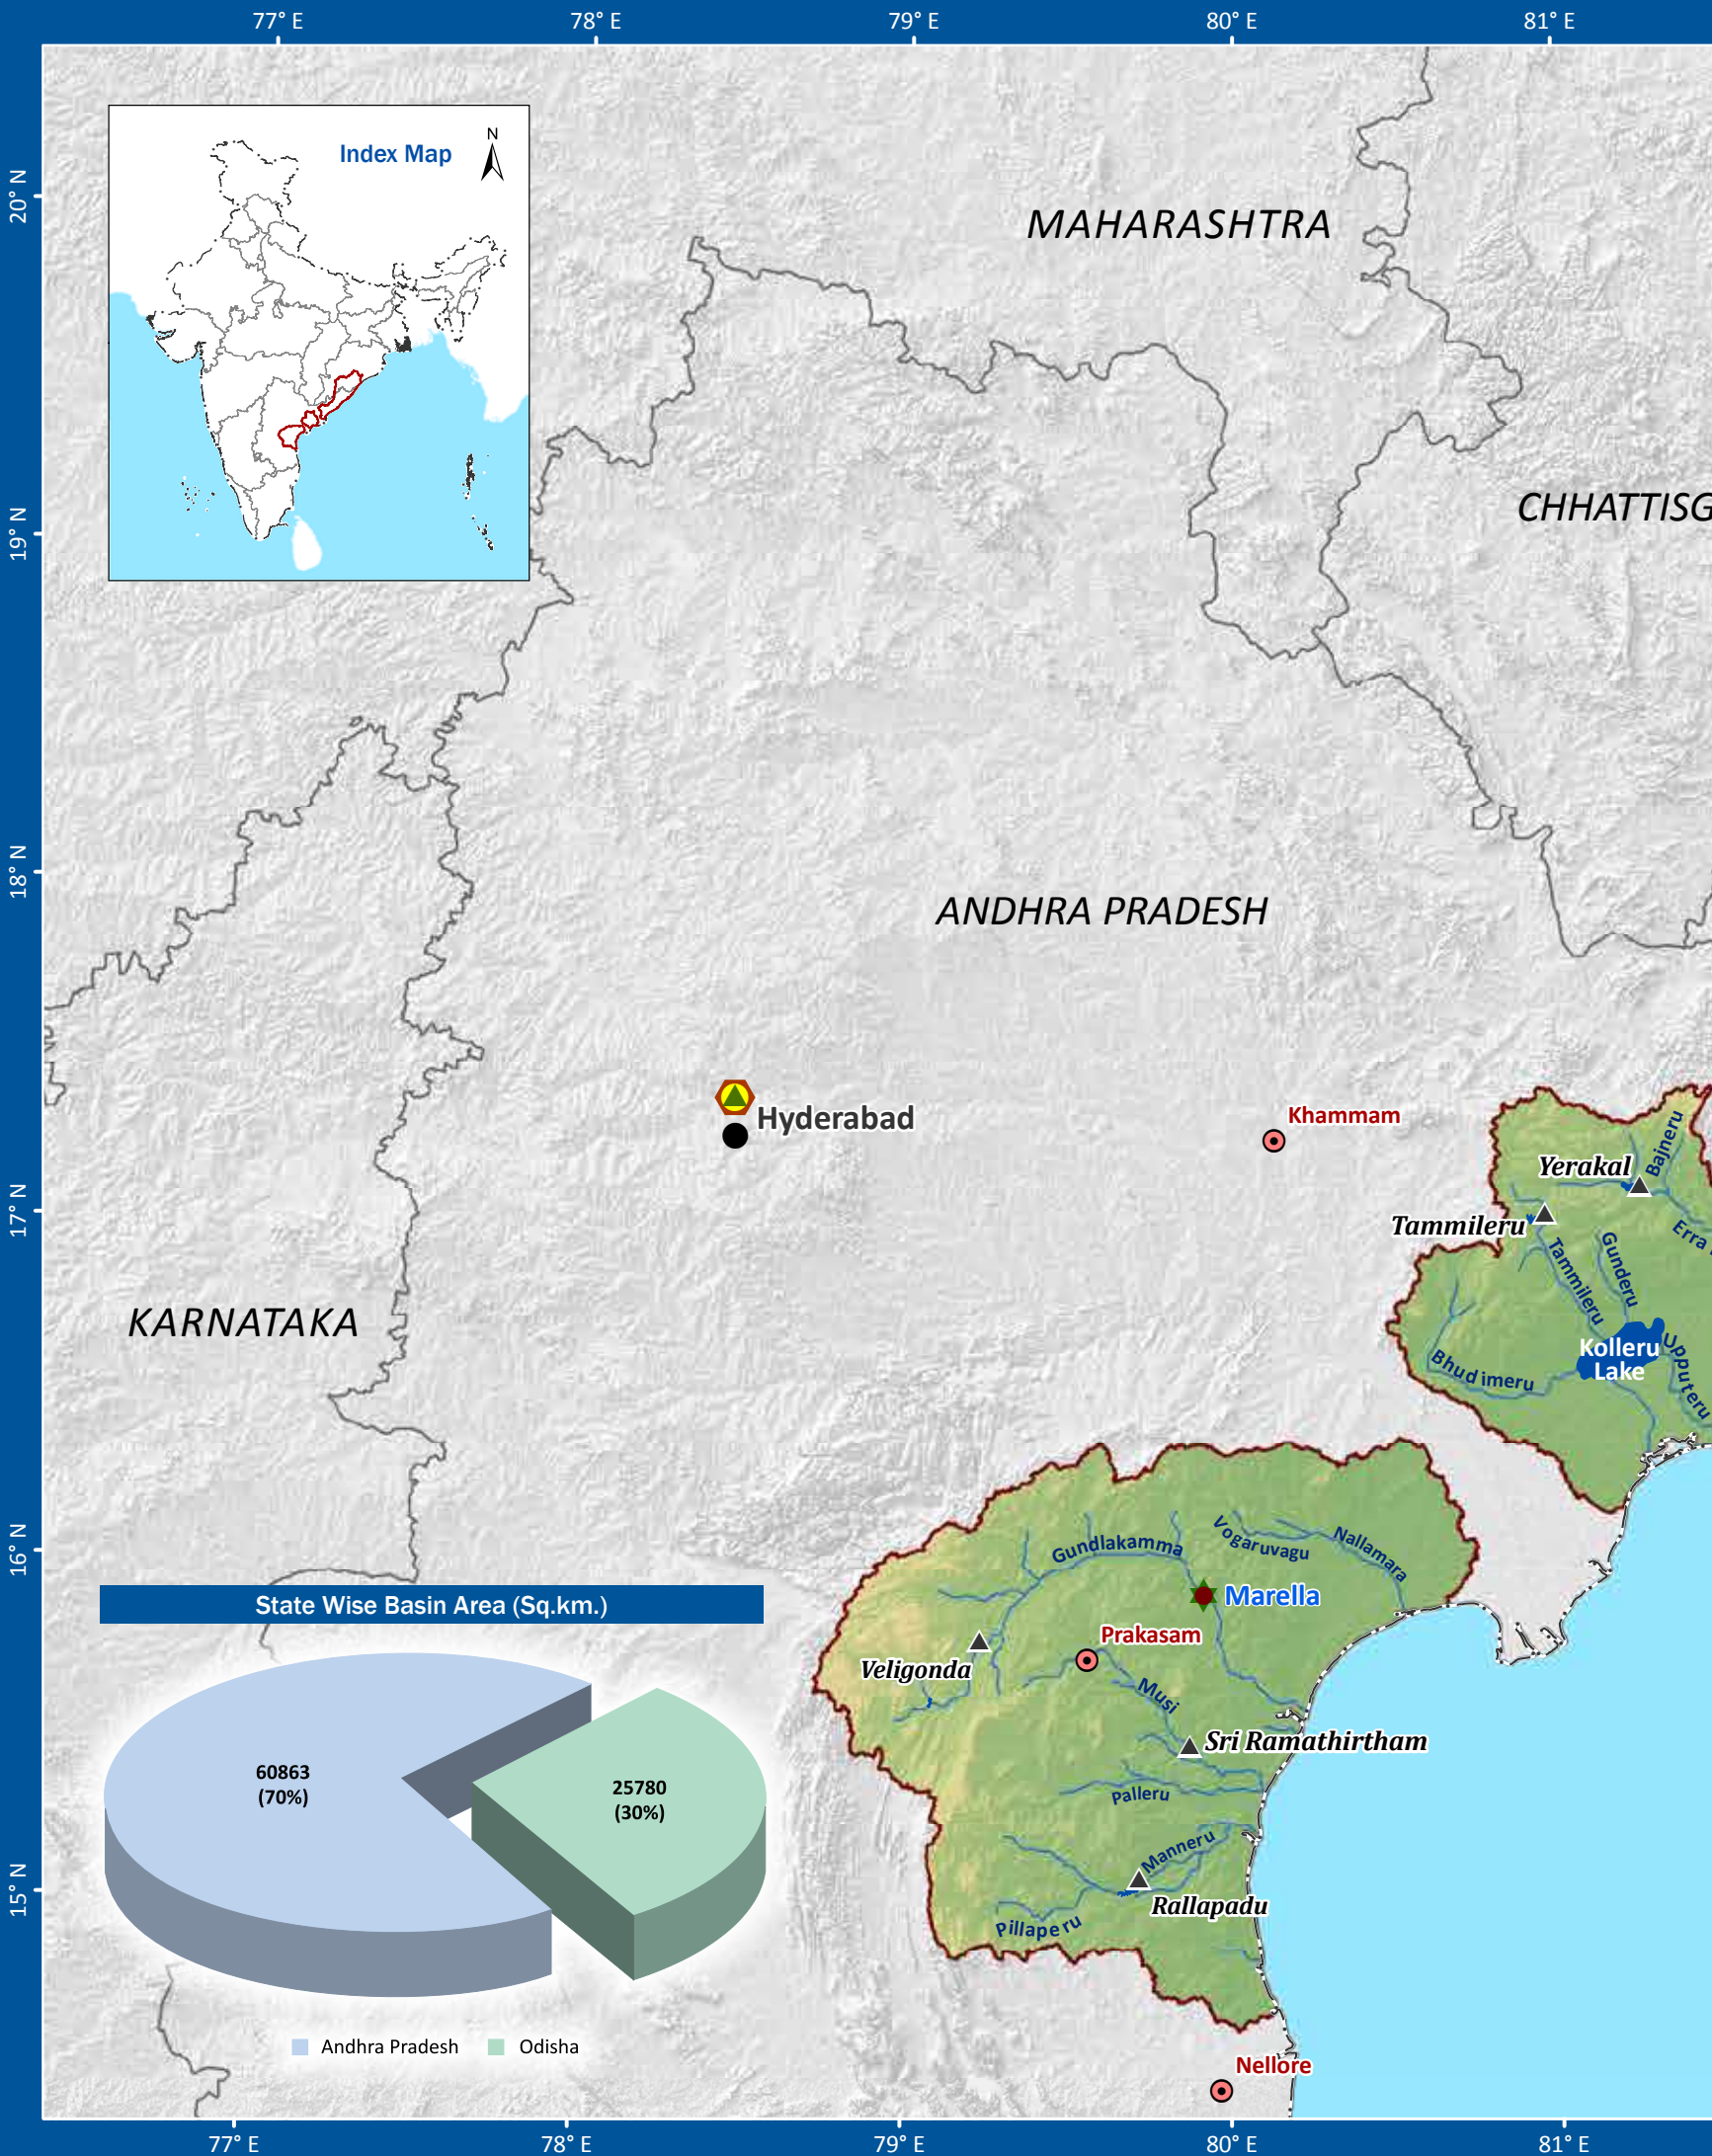 77° E
78° E
79° E
80° E
81° E
20° N
19° N
18° N
17° N
16° N
15° N
Index Map
N
MAHARASHTRA
CHHATTISG
ANDHRA PRADESH
KARNATAKA
Hyderabad
Khammam
Yerakal
Bajneru
Tammileru
Erra
Tammileru
Gunderu
Kolleru
Lake
Upputeru
Bhudimeru
Gundlakamma
Vogaruvagu
Nallamara
Marella
Prakasam
Veligonda
Musi
Sri Ramathirtham
Palleru
Manneru
Rallapadu
Pillaperu
Nellore
State Wise Basin Area (Sq.km.)
60863
(70%)
25780
(30%)
Andhra Pradesh
Odisha
77° E
78° E
79° E
80° E
81° E